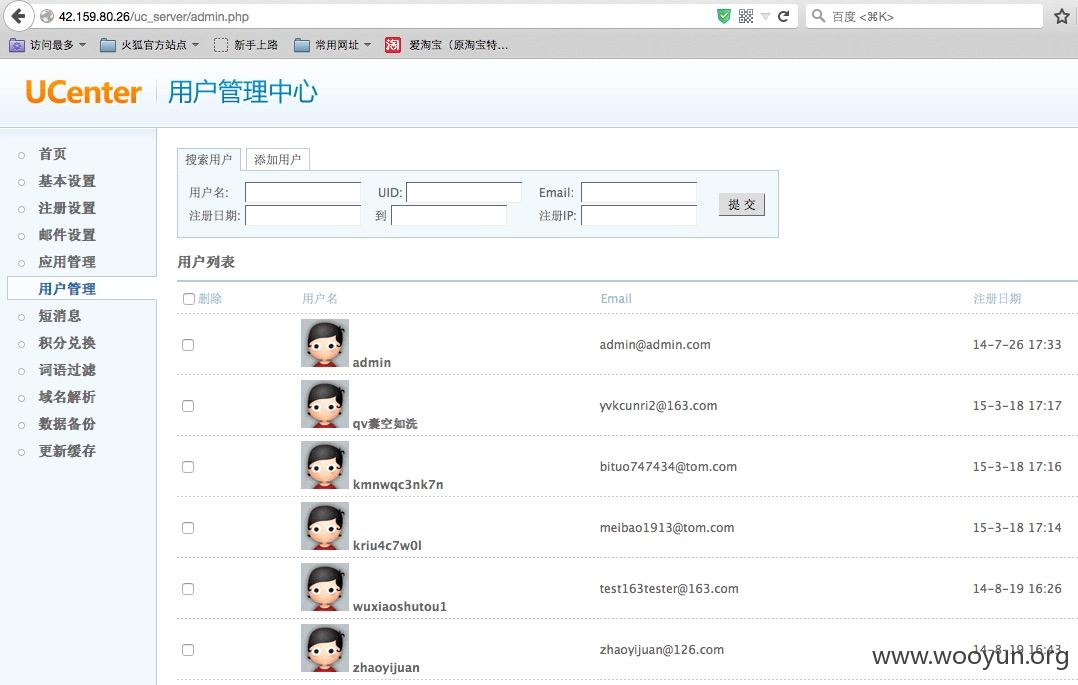 42.159.80.26/uc_server/admin.php 百度 <⌘K>
访问最多 火狐官方站点 新手上路 常用网址 淘 爱淘宝（原淘宝特...
UCenter 用户管理中心
首页
基本设置
注册设置
邮件设置
应用管理
用户管理
短消息
积分兑换
词语过滤
域名解析
数据备份
更新缓存
搜索用户 添加用户
用户名: UID: Email:
注册日期: 到 注册IP:
提 交
用户列表
删除 用户名 Email 注册日期
admin admin@admin.com 14-7-26 17:33
qv囊空如洗 yvkcunri2@163.com 15-3-18 17:17
kmnwqc3nk7n bituo747434@tom.com 15-3-18 17:16
kriu4c7w0l meibao1913@tom.com 15-3-18 17:14
wuxiaoshutou1 test163tester@163.com 14-8-19 16:26
zhaoyijuan zhaoyijuan@126.com 14-8-19 16:43
www.wooyun.org